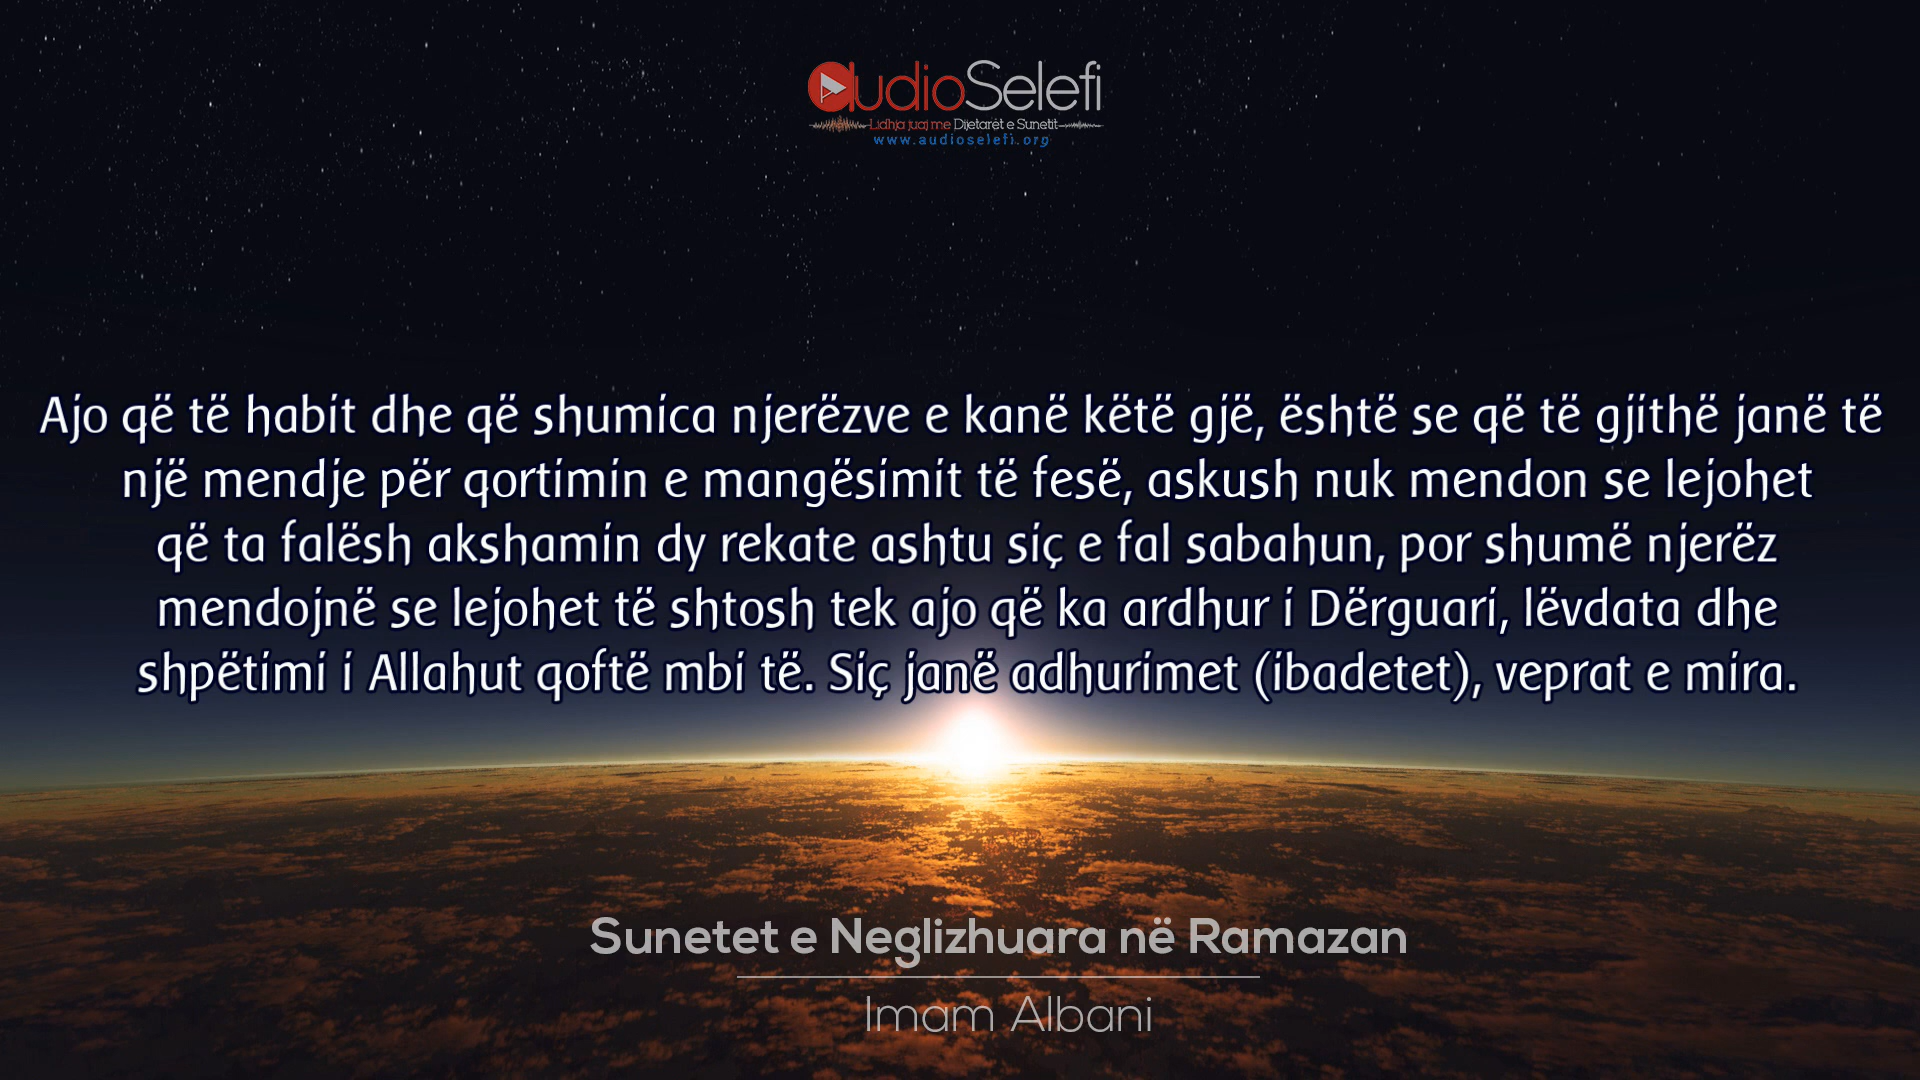 audioSelefi
Lidhja juaj me Dijetarët e Sunetit
www.audioselefi.org
Ajo që të habit dhe që shumica njerëzve e kanë këtë gjë, është se që të gjithë janë të
një mendje për qortimin e mangësimit të fesë, askush nuk mendon se lejohet
që ta falësh akshamin dy rekate ashtu siç e fal sabahun, por shumë njerëz
mendojnë se lejohet të shtosh tek ajo që ka ardhur i Dërguari, lëvdata dhe
shpëtimi i Allahut qoftë mbi të. Siç janë adhurimet (ibadetet), veprat e mira.
Sunetet e Neglizhuara në Ramazan
Imam Albani